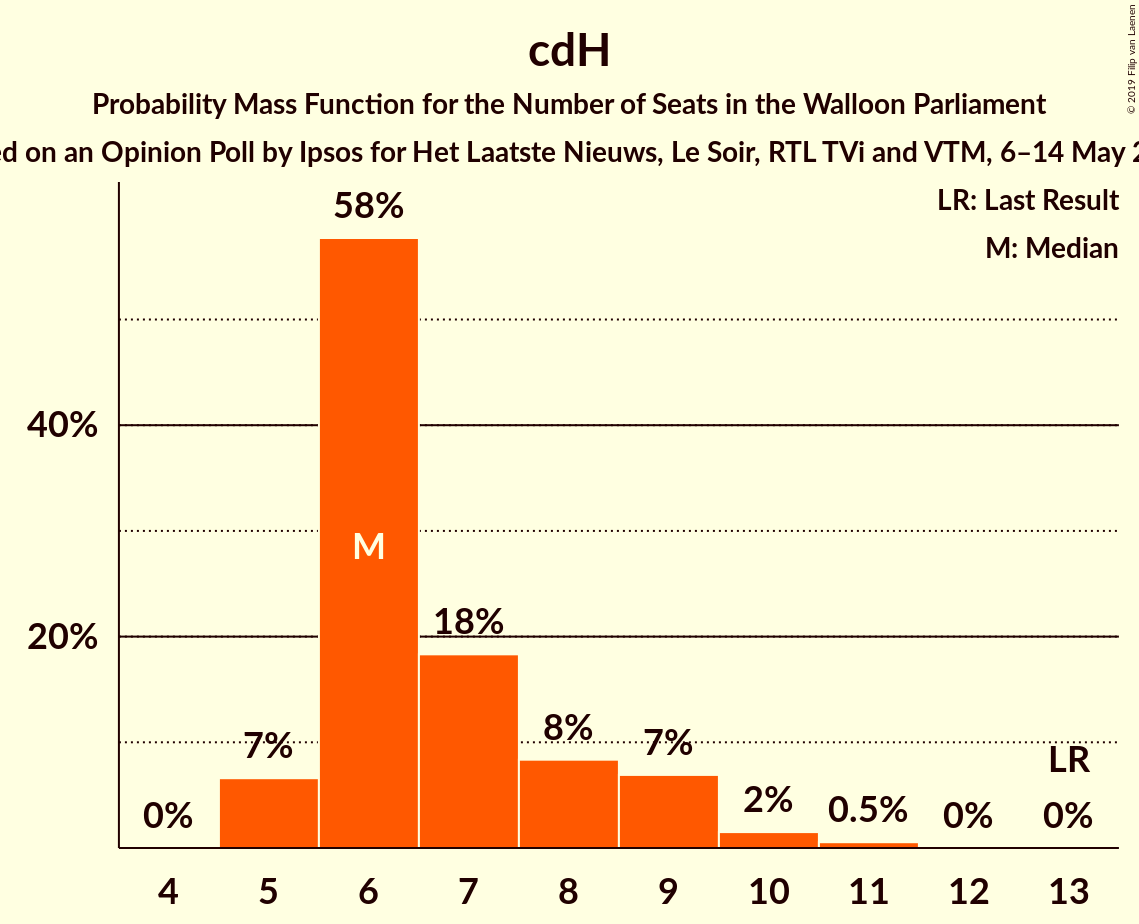 cdH
Probability Mass Function for the Number of Seats in the Walloon Parliament
on an Opinion Poll by Ipsos for Het Laatste Nieuws, Le Soir, RTL TVi and VTM, 6–14 May
© 2019 Filip van Laenen
LR: Last Result
M: Median
58%
40%
M
18%
20%
8%
7%
7%
LR
2%
0.5%
0%
0%
0%
4 5 6 7 8 9 10 11 12 13